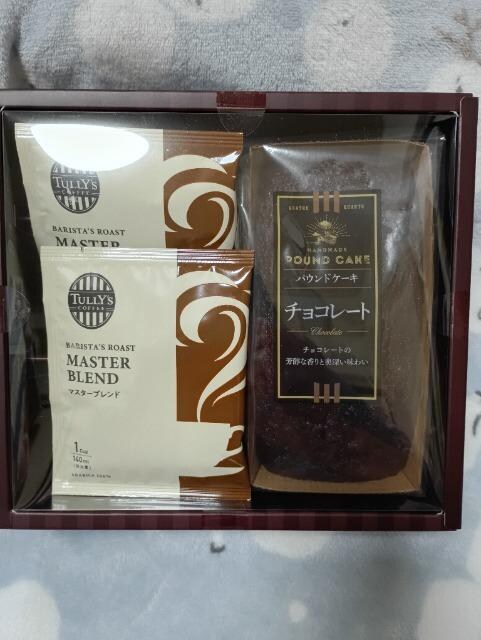 TULLY'S
COFFEE
BARISTA'S ROAST
MASTER
TULLY'S
COFFEE
BARISTA'S ROAST
MASTER
BLEND
マスターブレンド
1cup
140ml
HANDMADE
POUND CAKE
パウンドケーキ
チョコレート
Chocolate
チョコレートの
芳醇な香りと奥深い味わい